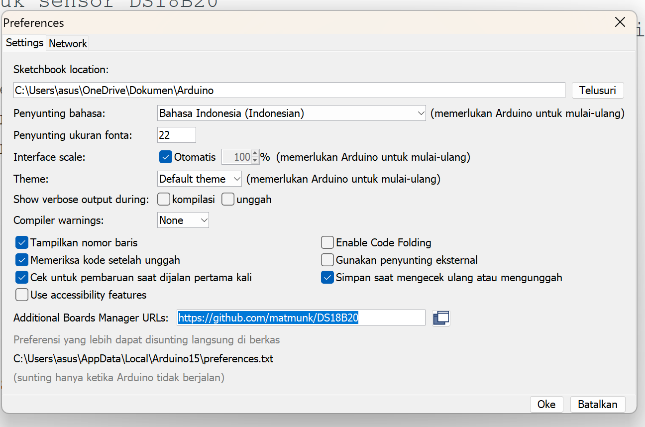 uk sensor DS18B20
Preferences
Settings Network
Sketchbook location:
C:\Users\asus\OneDrive\Dokumen\Arduino Telusuri
Penyunting bahasa: Bahasa Indonesia (Indonesian) (memerlukan Arduino untuk mulai-ulang)
Penyunting ukuran fonta: 22
Interface scale: Otomatis 100 % (memerlukan Arduino untuk mulai-ulang)
Theme: Default theme (memerlukan Arduino untuk mulai-ulang)
Show verbose output during: kompilasi unggah
Compiler warnings: None
Tampilkan nomor baris Enable Code Folding
Memeriksa kode setelah unggah Gunakan penyunting eksternal
Cek untuk pembaruan saat dijalan pertama kali Simpan saat mengecek ulang atau mengunggah
Use accessibility features
Additional Boards Manager URLs: https://github.com/matmunk/DS18B20
Preferensi yang lebih dapat disunting langsung di berkas
C:\Users\asus\AppData\Local\Arduino15\preferences.txt
(sunting hanya ketika Arduino tidak berjalan)
Oke Batalkan